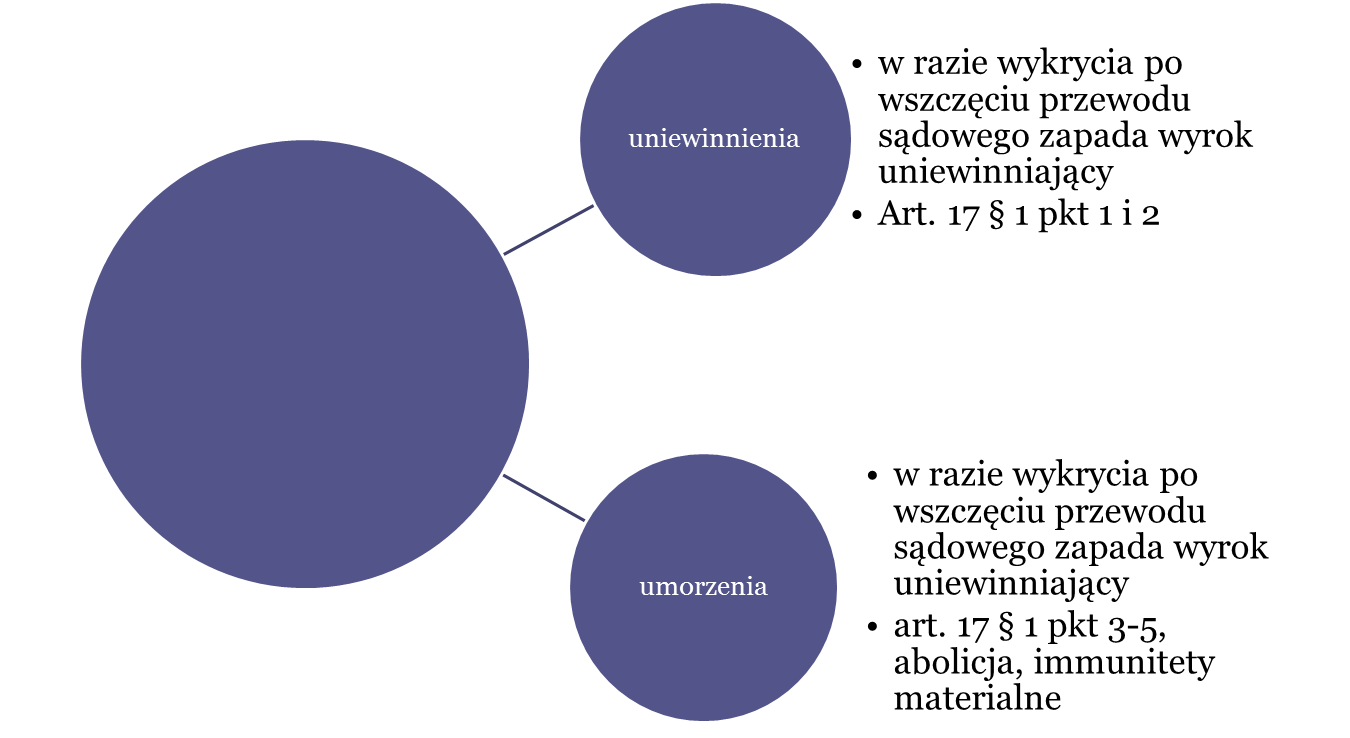 uniewinnienia
• w razie wykrycia po
wszczęciu przewodu
sądowego zapada wyrok
uniewinniający
• Art. 17 § 1 pkt 1 i 2
umorzenia
• w razie wykrycia po
wszczęciu przewodu
sądowego zapada wyrok
uniewinniający
• art. 17 § 1 pkt 3-5,
abolicja, immunitety
materialne